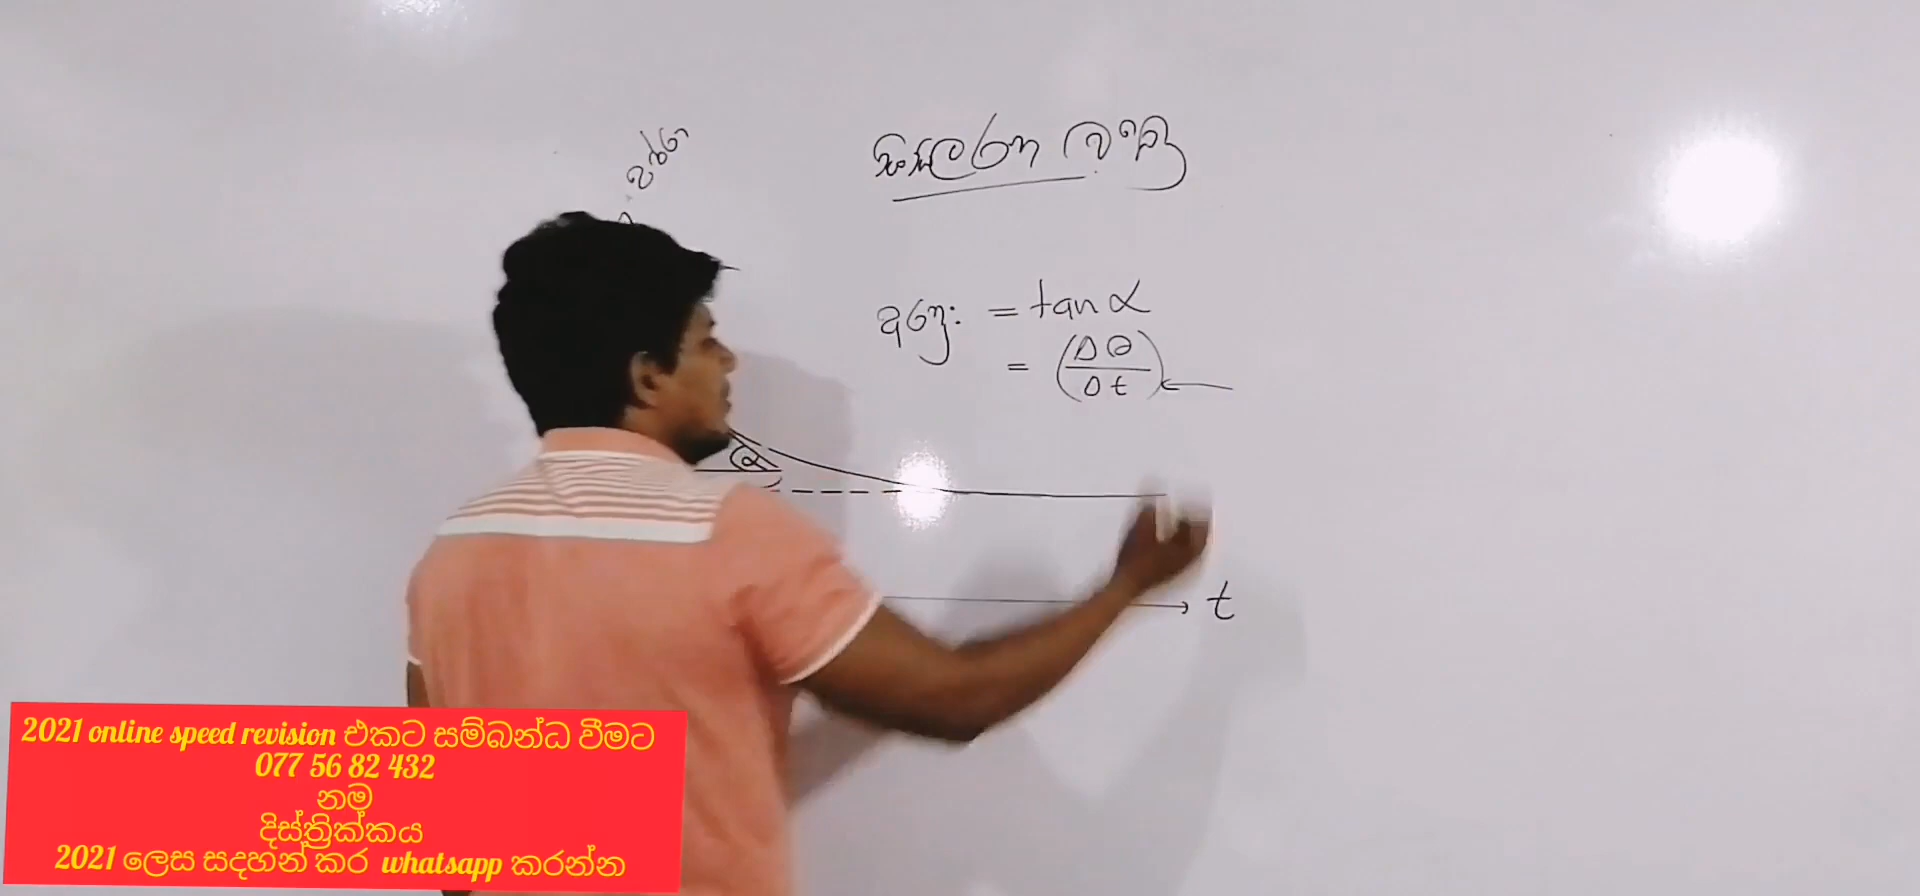 සිසිලන වක්‍රය
අනු: = tan α
= (Δθ/Δt) ←
α
t
2021 online speed revision එකට සම්බන්ධ වීමට
077 56 82 432
නම
දිස්ත්‍රික්කය
2021 ලෙස සදහන් කර whatsapp කරන්න